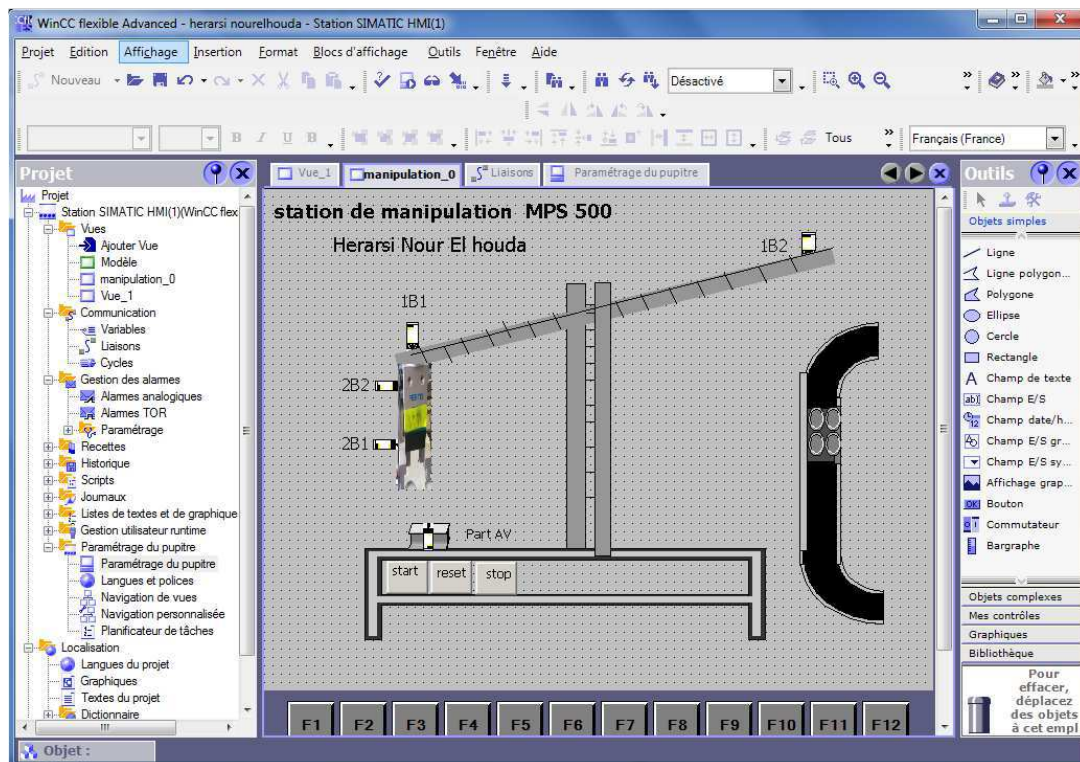 WinCC flexible Advanced - herarsi nourelhouda - Station SIMATIC HMI(1)
Projet Edition Affichage Insertion Format Blocs d'affichage Outils Fenêtre Aide
Nouveau Désactivé
B I U B Tous Français (France)
Projet
Projet
Station SIMATIC HMI(1)(WinCC flex
Vues
Ajouter Vue
Modèle
manipulation_0
Vue_1
Communication
Variables
Liaisons
Cycles
Gestion des alarmes
Alarmes analogiques
Alarmes TOR
Paramétrage
Recettes
Historique
Scripts
Journaux
Listes de textes et de graphique
Gestion utilisateur runtime
Paramétrage du pupitre
Paramétrage du pupitre
Langues et polices
Navigation de vues
Navigation personnalisée
Planificateur de tâches
Localisation
Langues du projet
Graphiques
Textes du projet
Dictionnaire
Vue_1 manipulation_0 Liaisons Paramétrage du pupitre
station de manipulation MPS 500
Herarsi Nour El houda
1B2
1B1
2B2
2B1
Part AV
start reset stop
F1 F2 F3 F4 F5 F6 F7 F8 F9 F10 F11 F12
Outils
Objets simples
Ligne
Ligne polygon...
Polygone
Ellipse
Cercle
Rectangle
A Champ de texte
Champ E/S
Champ date/h...
Champ E/S gr...
Champ E/S sy...
Affichage grap...
OK Bouton
Commutateur
Bargraphe
Objets complexes
Mes contrôles
Graphiques
Bibliothèque
Pour
effacer,
déplacez
des objets
à cet empl
Objet :